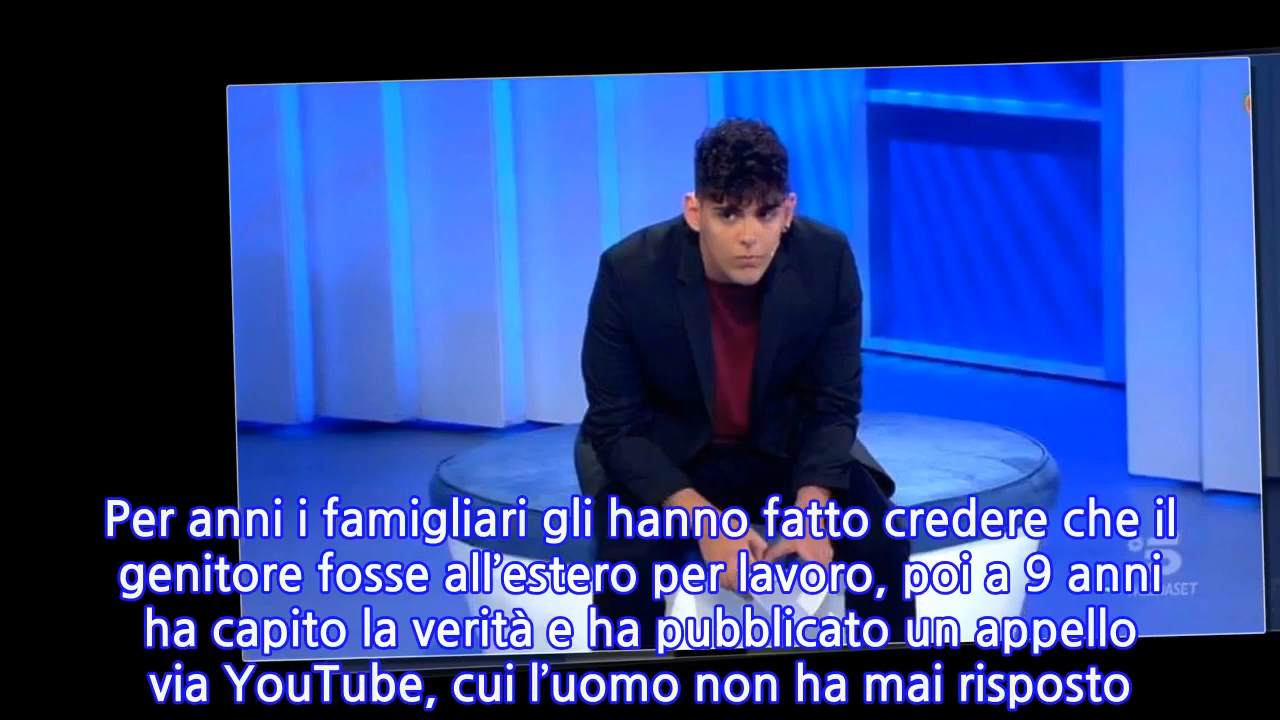 Per anni i famigliari gli hanno fatto credere che il
genitore fosse all'estero per lavoro, poi a 9 anni
ha capito la verità e ha pubblicato un appello
via YouTube, cui l'uomo non ha mai risposto